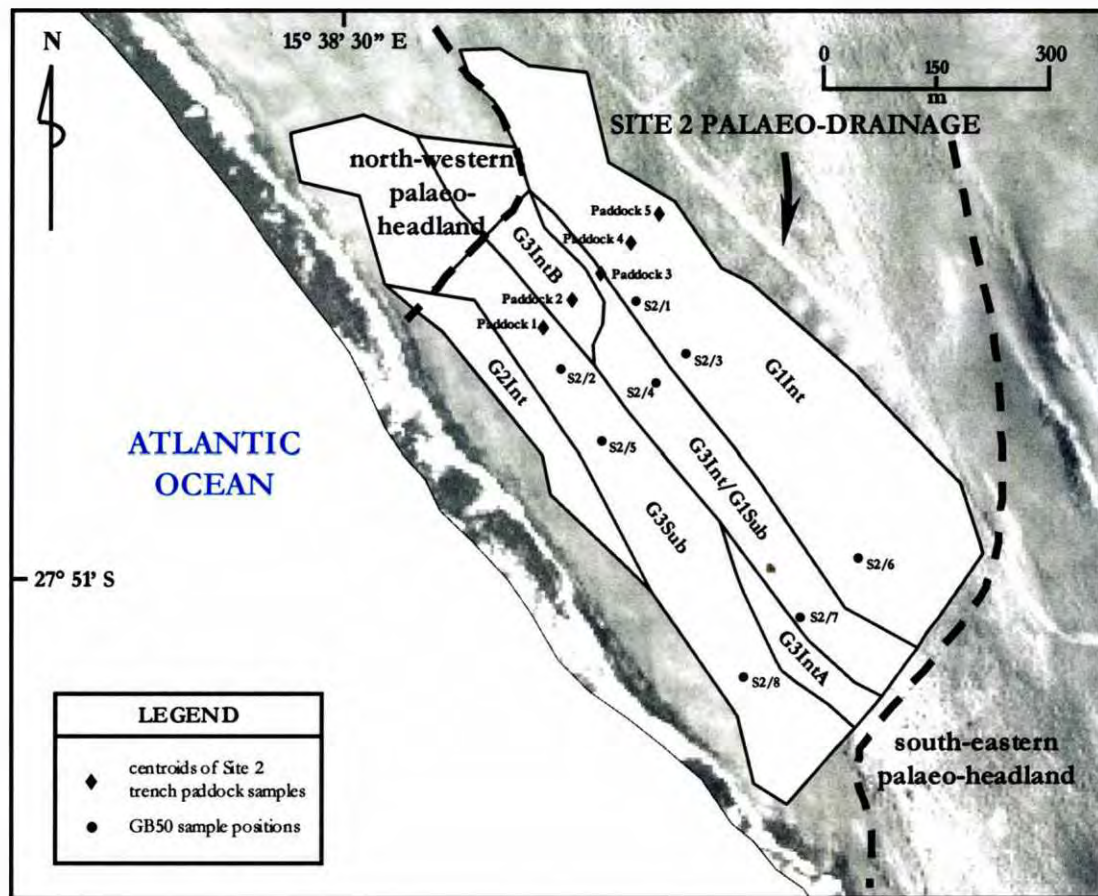 N
15° 38' 30" E
0 300
150
m
SITE 2 PALAEO-DRAINAGE
north-western
palaeo-
headland
Paddock 5
Paddock 4
G3IntB
Paddock 3
Paddock 2
S2/1
Paddock 1
S2/3
S2/2
S2/4
G1Int
G2Int
ATLANTIC
OCEAN
S2/5
G3Int/G1Sub
G3Sub
S2/6
27° 51' S
S2/7
G3IntA
S2/8
LEGEND
centroids of Site 2
trench paddock samples
GB50 sample positions
south-eastern
palaeo-headland